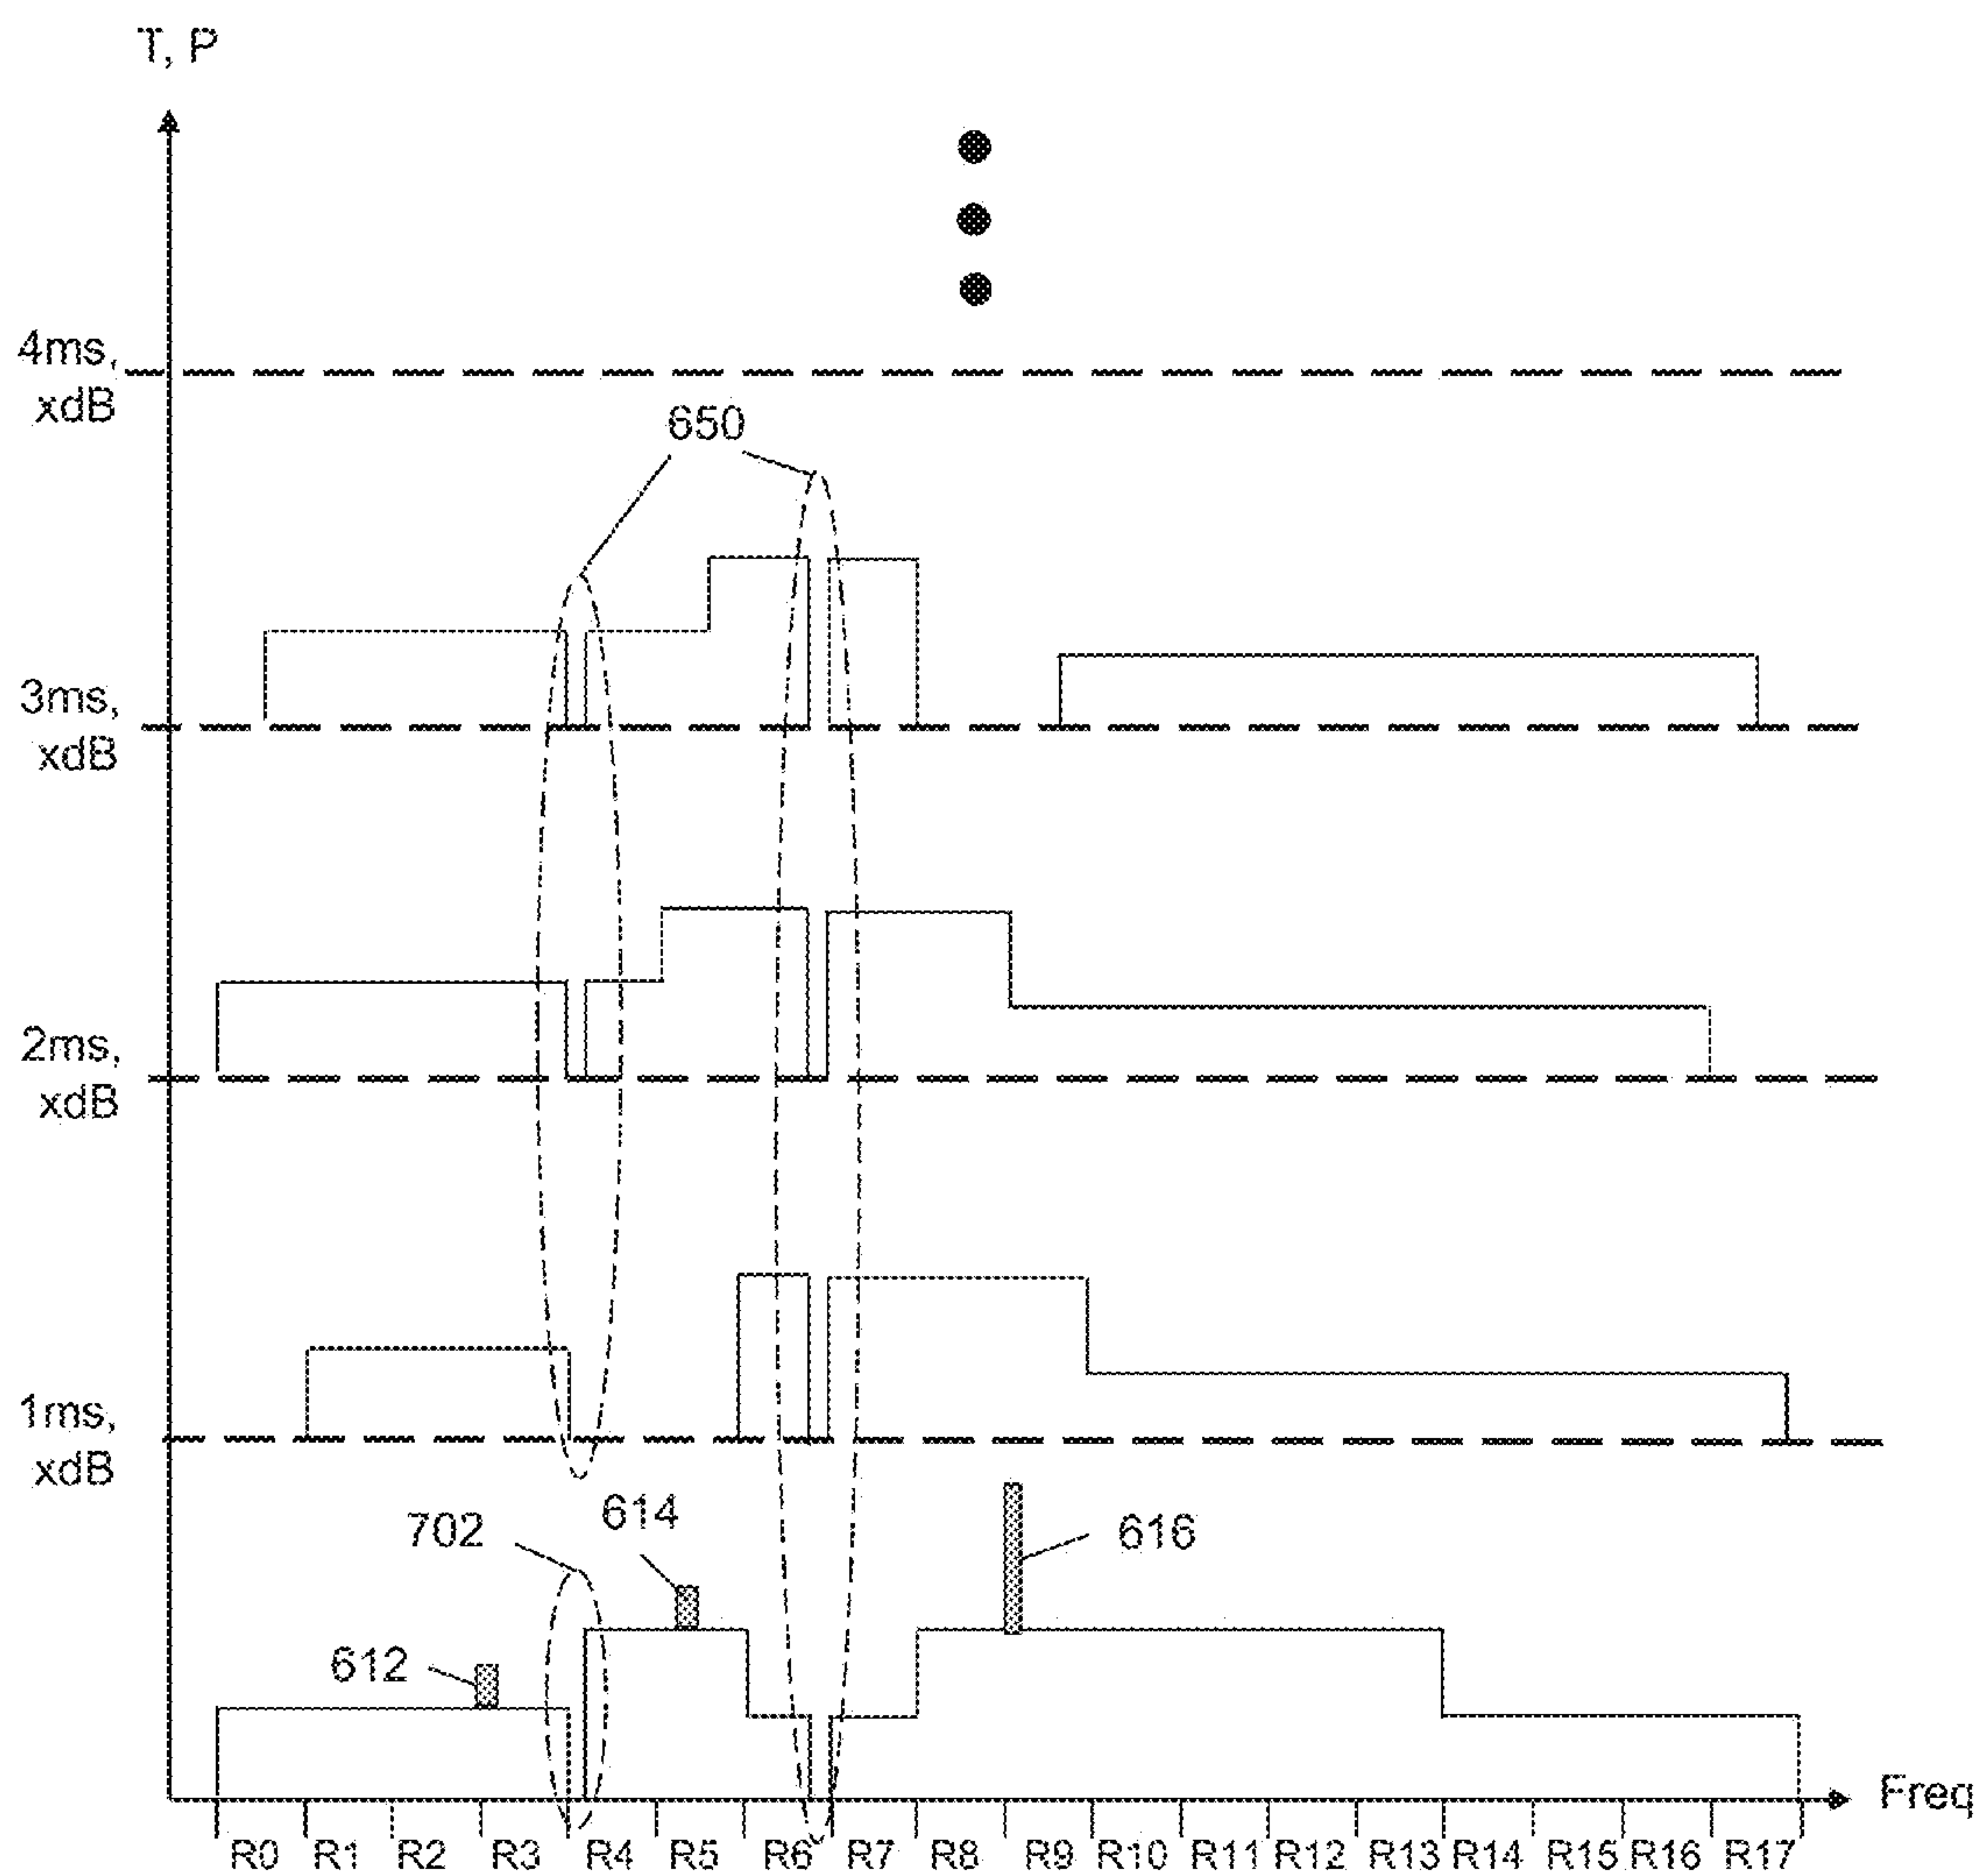 T, P
4ms,
xdB
650
3ms,
xdB
2ms,
xdB
1ms,
xdB
702
614
616
612
Freq
R0 R1 R2 R3 R4 R5 R6 R7 R8 R9 R10 R11 R12 R13 R14 R15 R16 R17